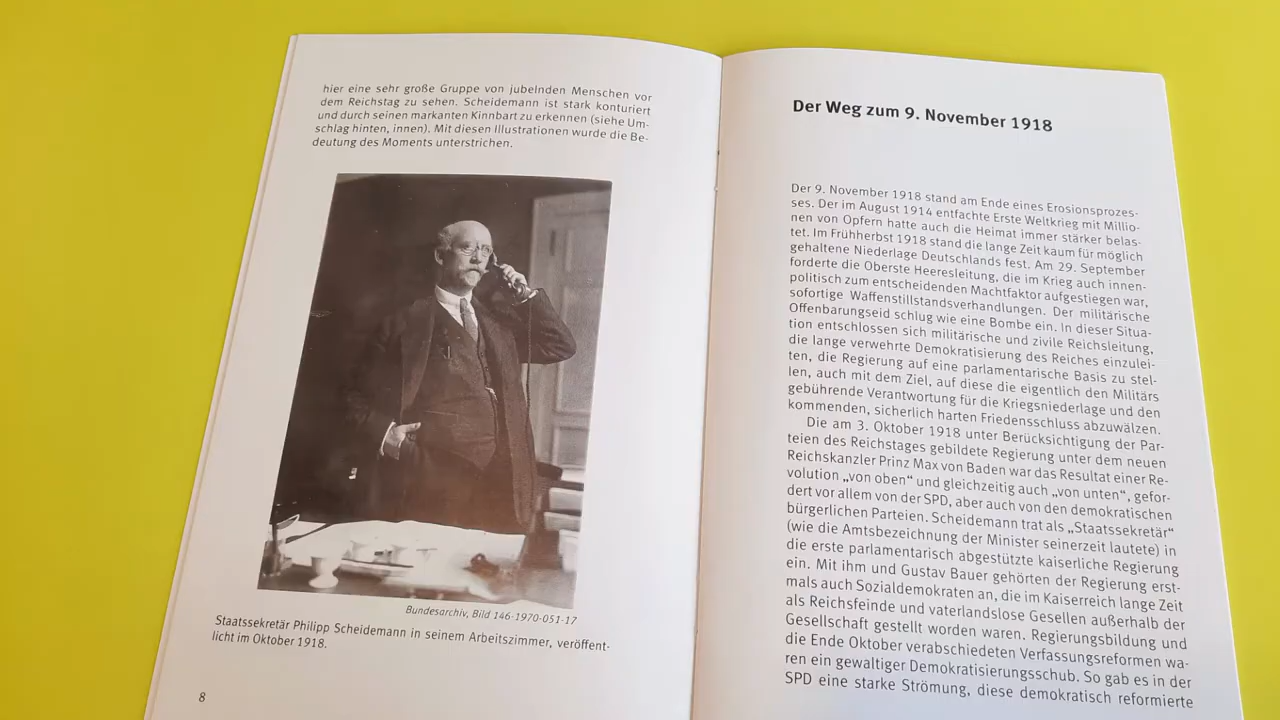 hier eine sehr große Gruppe von jubelnden Menschen vor
dem Reichstag zu sehen. Scheidemann ist stark konturiert
und durch seinen markanten Kinnbart zu erkennen (siehe Um-
schlag hinten, innen). Mit diesen Illustrationen wurde die Be-
deutung des Moments unterstrichen.
Bundesarchiv, Bild 146-1970-051-17
Staatssekretär Philipp Scheidemann in seinem Arbeitszimmer, veröffent-
licht im Oktober 1918.
8
Der Weg zum 9. November 1918
Der 9. November 1918 stand am Ende eines Erosionsprozes-
ses. Der im August 1914 entfachte Erste Weltkrieg mit Millio-
nen von Opfern hatte auch die Heimat immer stärker belas-
tet. Im Frühherbst 1918 stand die lange Zeit kaum für möglich
gehaltene Niederlage Deutschlands fest. Am 29. September
forderte die Oberste Heeresleitung, die im Krieg auch innen-
politisch zum entscheidenden Machtfaktor aufgestiegen war,
sofortige Waffenstillstandsverhandlungen. Der militärische
Offenbarungseid schlug wie eine Bombe ein. In dieser Situa-
tion entschlossen sich militärische und zivile Reichsleitung,
die lange verwehrte Demokratisierung des Reiches einzulei-
ten, die Regierung auf eine parlamentarische Basis zu stel-
len, auch mit dem Ziel, auf diese die eigentlich den Militärs
gebührende Verantwortung für die Kriegsniederlage und den
kommenden, sicherlich harten Friedensschluss abzuwälzen.
Die am 3. Oktober 1918 unter Berücksichtigung der Par-
teien des Reichstages gebildete Regierung unter dem neuen
Reichskanzler Prinz Max von Baden war das Resultat einer Re-
volution „von oben“ und gleichzeitig auch „von unten“, gefor-
dert vor allem von der SPD, aber auch von den demokratischen
bürgerlichen Parteien. Scheidemann trat als „Staatssekretär“
(wie die Amtsbezeichnung der Minister seinerzeit lautete) in
die erste parlamentarisch abgestützte kaiserliche Regierung
ein. Mit ihm und Gustav Bauer gehörten der Regierung erst-
mals auch Sozialdemokraten an, die im Kaiserreich lange Zeit
als Reichsfeinde und vaterlandslose Gesellen außerhalb der
Gesellschaft gestellt worden waren. Regierungsbildung und
die Ende Oktober verabschiedeten Verfassungsreformen wa-
ren ein gewaltiger Demokratisierungsschub. So gab es in der
SPD eine starke Strömung, diese demokratisch reformierte